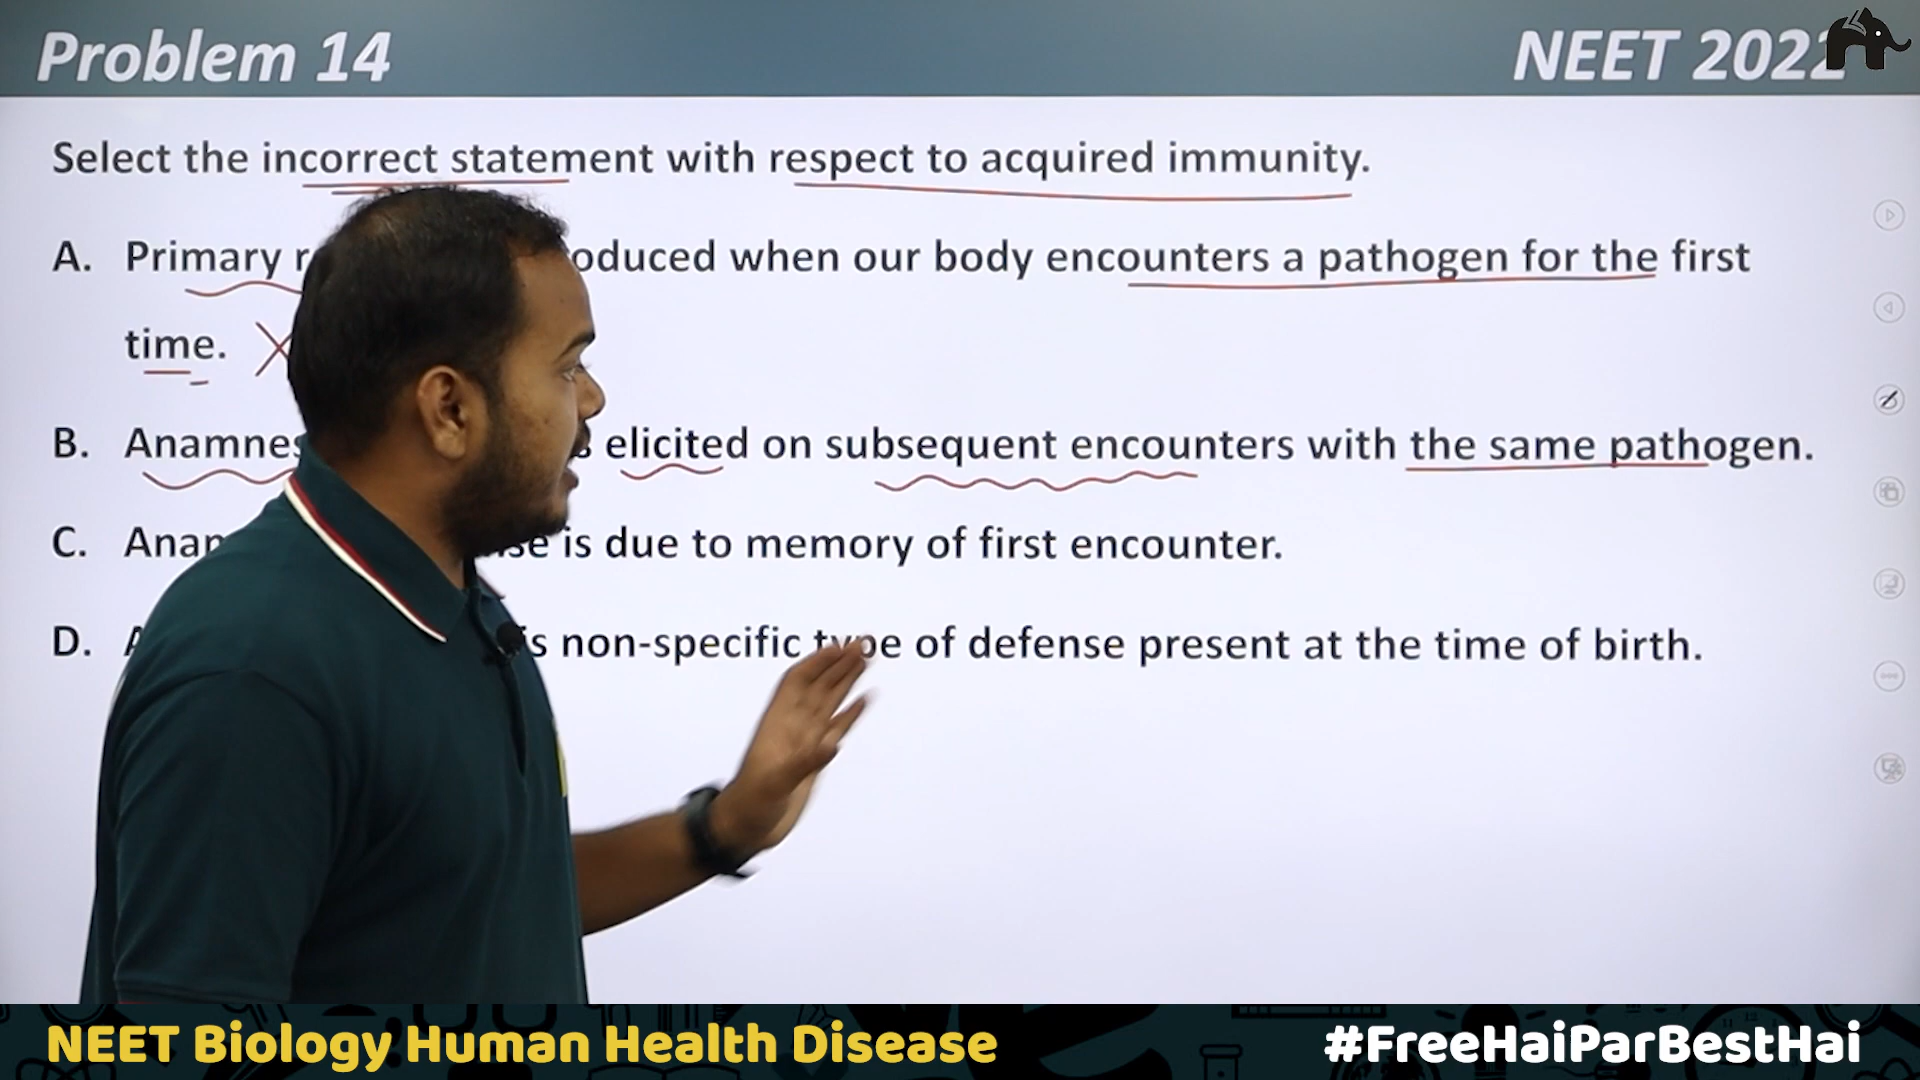 Problem 14
NEET 2022
Select the incorrect statement with respect to acquired immunity.
A. Primary oduced when our body encounters a pathogen for the first
time.
B. Anamnes elicited on subsequent encounters with the same pathogen.
C. Anam se is due to memory of first encounter.
D. is non-specific type of defense present at the time of birth.
NEET Biology Human Health Disease
#FreeHaiParBestHai